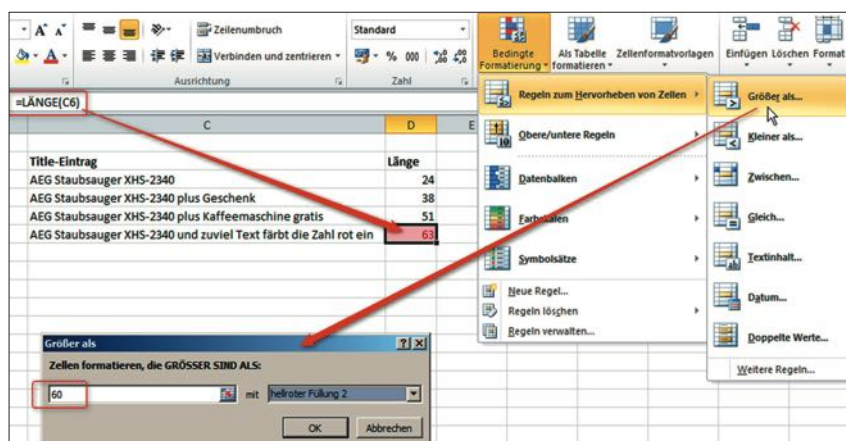 A A Zeilenumbruch Standard
Verbinden und zentrieren % 000
Ausrichtung Zahl
Bedingte Formatierung
Als Tabelle formatieren
Zellenformatvorlagen
Einfügen Löschen Format
=LÄNGE(C6)
C D E
Title-Eintrag Länge
AEG Staubsauger XHS-2340 24
AEG Staubsauger XHS-2340 plus Geschenk 38
AEG Staubsauger XHS-2340 plus Kaffeemaschine gratis 51
AEG Staubsauger XHS-2340 und zuviel Text färbt die Zahl rot ein 63
Regeln zum Hervorheben von Zellen
Obere/untere Regeln
Datenbalken
Symbolsätze
Neue Regel...
Regeln löschen
Regeln verwalten...
Größer als...
Kleiner als...
Zwischen...
Gleich...
Textinhalt...
Datum...
Doppelte Werte...
Weitere Regeln...
Größer als
Zellen formatieren, die GRÖSSER SIND ALS:
60 mit hellroter Füllung 2
OK Abbrechen